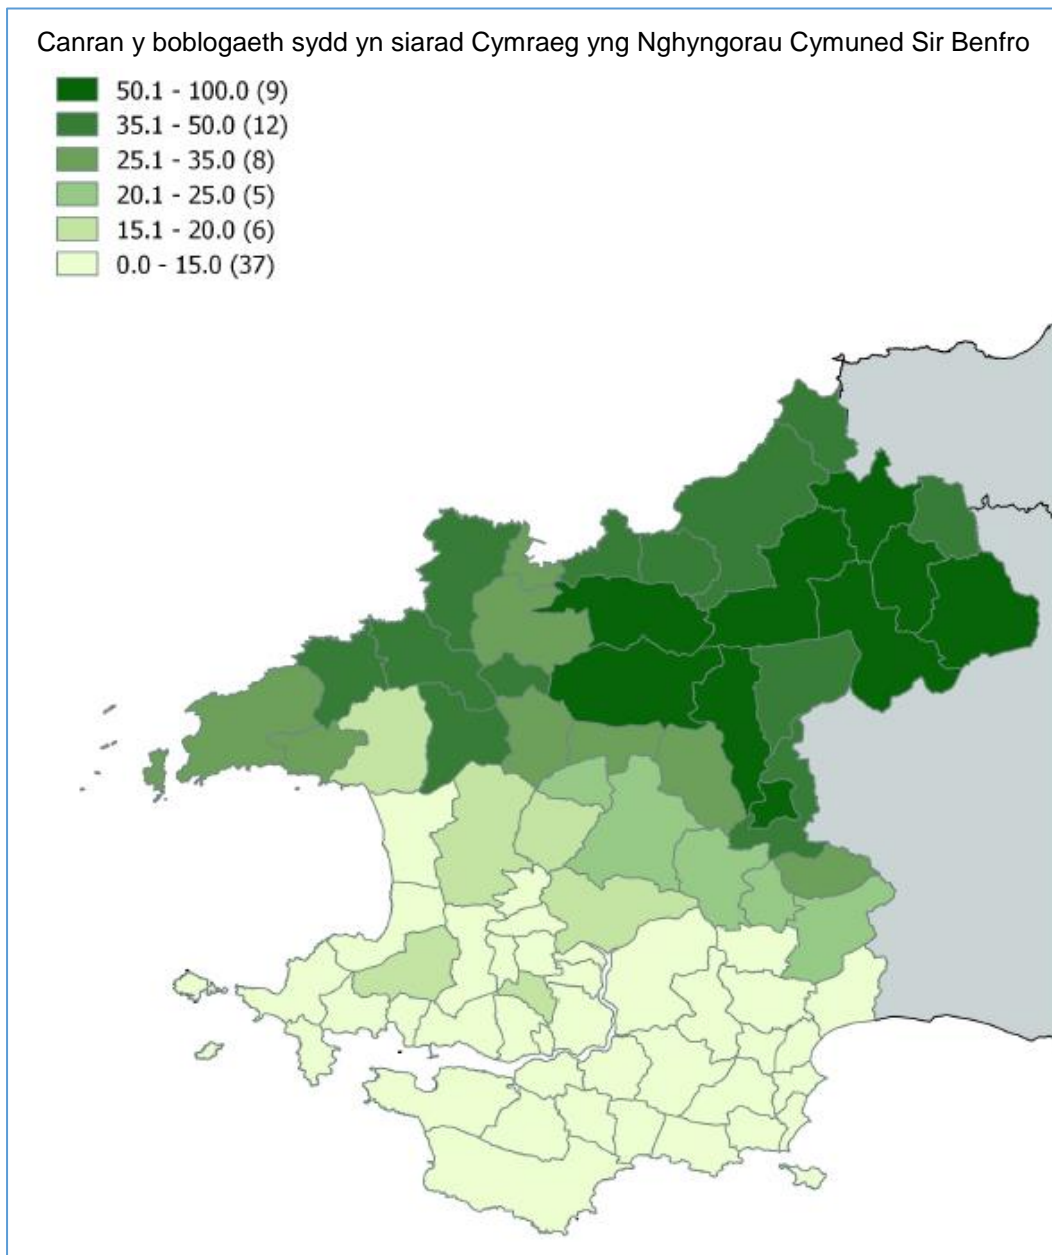 Canran y boblogaeth sydd yn siarad Cymraeg yng Nghyngorau Cymuned Sir Benfro
50.1 - 100.0 (9)
35.1 - 50.0 (12)
25.1 - 35.0 (8)
20.1 - 25.0 (5)
15.1 - 20.0 (6)
0.0 - 15.0 (37)